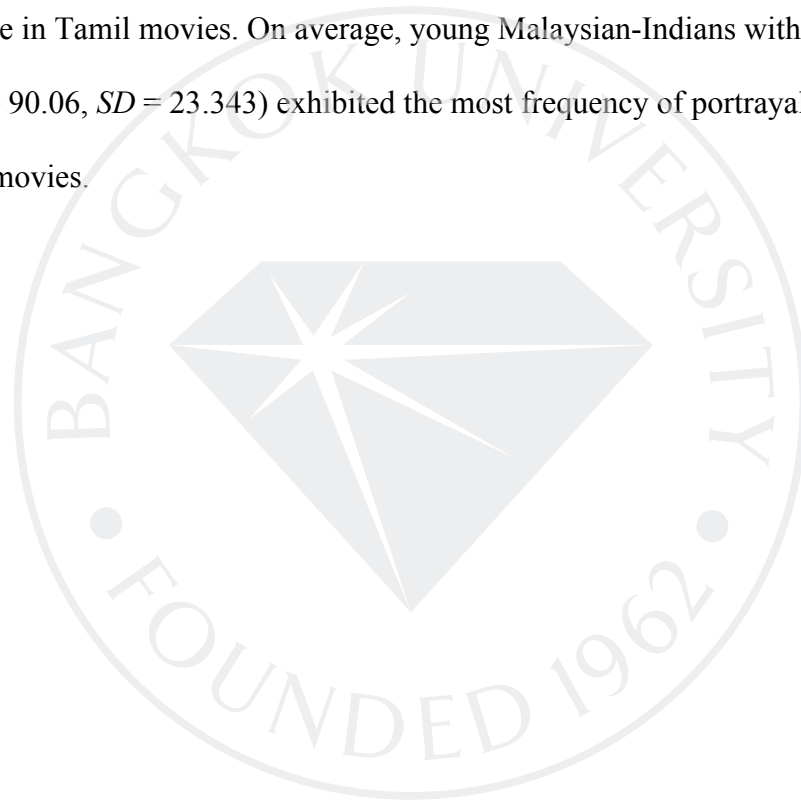 e in Tamil movies. On average, young Malaysian-Indians with
90.06, SD = 23.343) exhibited the most frequency of portrayal
movies.
BANGKOK UNIVERSITY
FOUNDED 1962